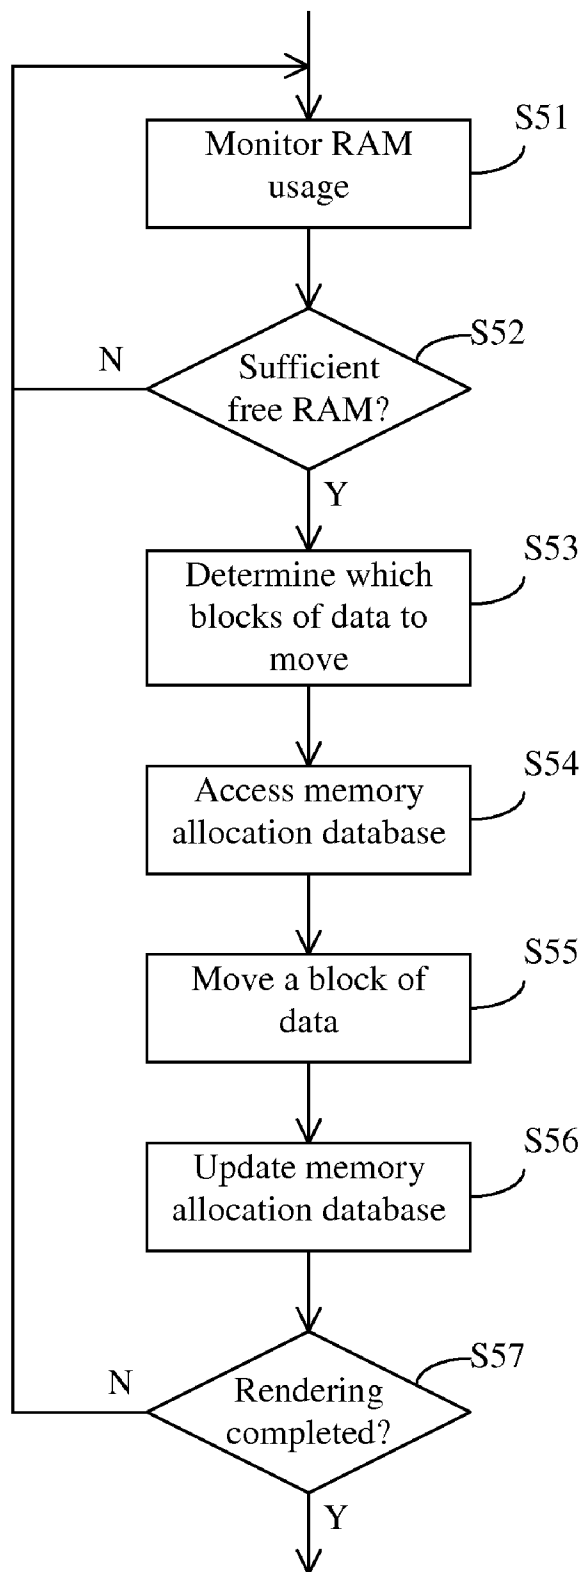 S51
Monitor RAM
usage
S52
N
Sufficient
free RAM?
Y
S53
Determine which
blocks of data to
move
S54
Access memory
allocation database
S55
Move a block of
data
S56
Update memory
allocation database
S57
N
Rendering
completed?
Y